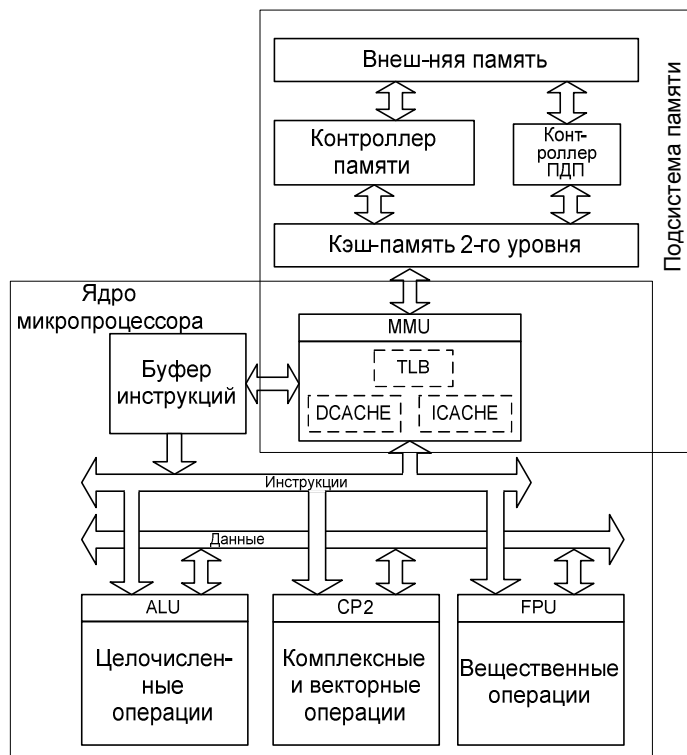 Внеш-няя память
Контроллер
памяти
Конт-
роллер
ПДП
Подсистема памяти
Кэш-память 2-го уровня
Ядро
микропроцессора
MMU
TLB
DCACHE
ICACHE
Буфер
инструкций
Инструкции
Данные
ALU
Целочислен-
ные
операции
CP2
Комплексные
и векторные
операции
FPU
Вещественные
операции